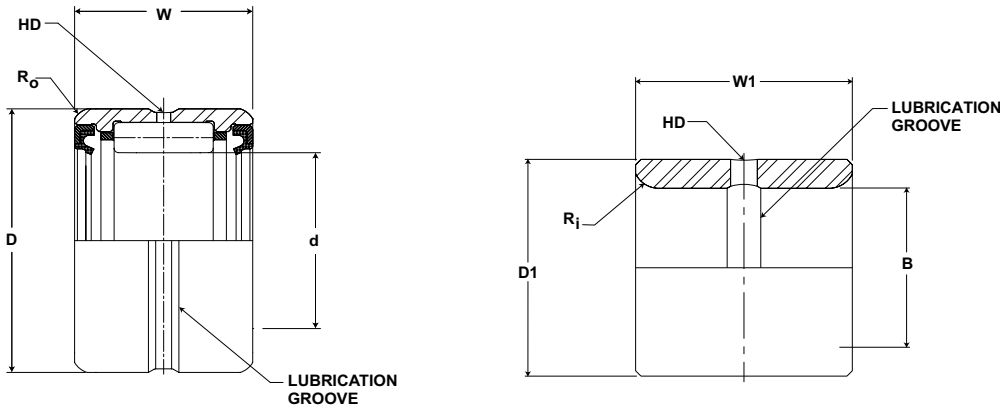 W
HD
Ro
D
d
LUBRICATION
GROOVE
W1
HD
LUBRICATION
GROOVE
Ri
D1
B